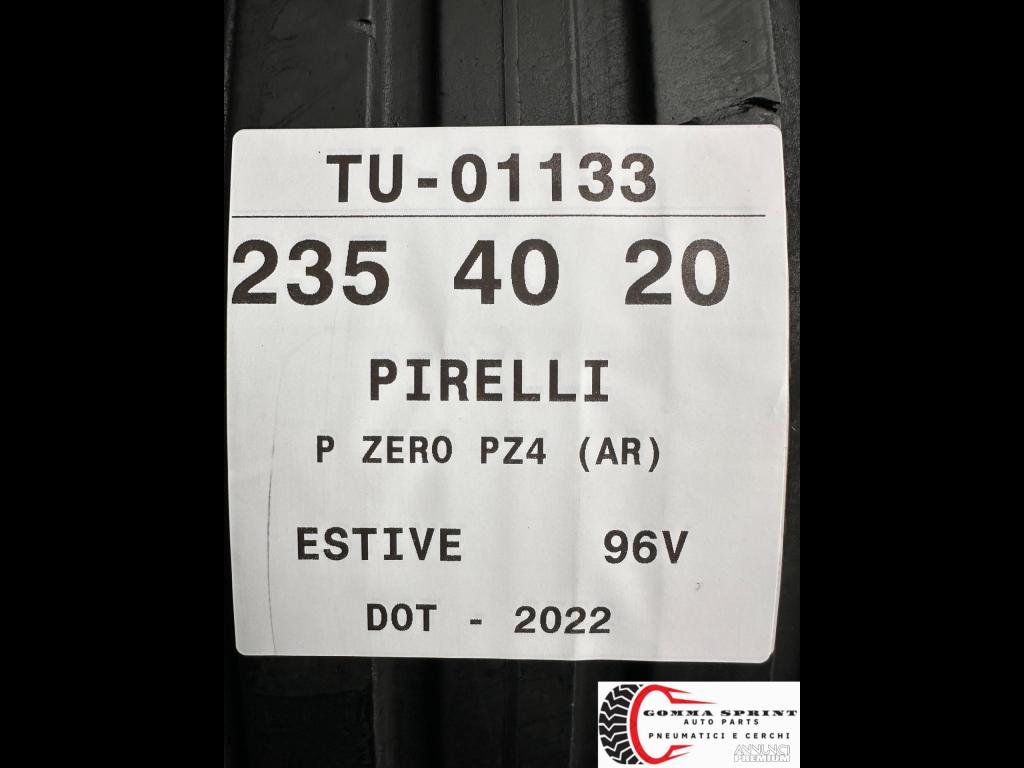 TU-01133
235 40 20
PIRELLI
P ZERO PZ4 (AR)
ESTIVE 96V
DOT - 2022
GOMMA SPRINT
AUTO PARTS
PNEUMATICI E CERCHI
ANNUNCI
PREMIUM